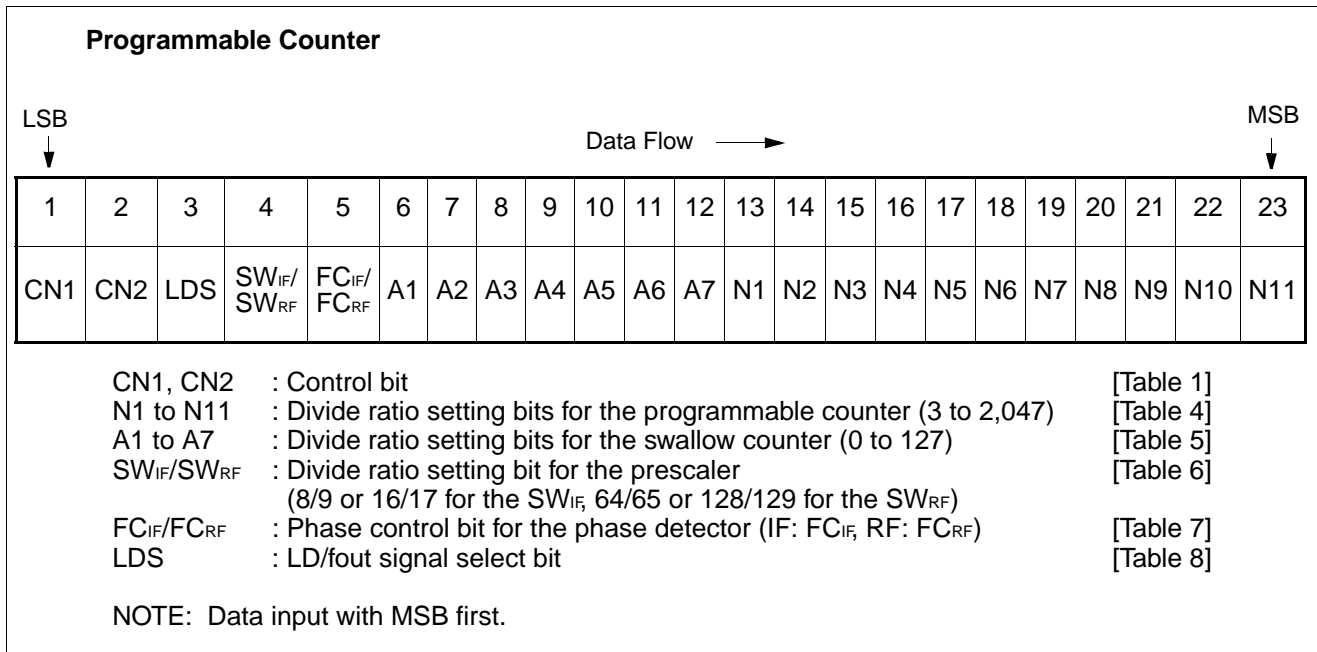 Programmable Counter
LSB
MSB
Data Flow
1 2 3 4 5 6 7 8 9 10 11 12 13 14 15 16 17 18 19 20 21 22 23
CN1 CN2 LDS SWIF/SWRF FCIF/FCRF A1 A2 A3 A4 A5 A6 A7 N1 N2 N3 N4 N5 N6 N7 N8 N9 N10 N11
CN1, CN2 : Control bit [Table 1]
N1 to N11 : Divide ratio setting bits for the programmable counter (3 to 2,047) [Table 4]
A1 to A7 : Divide ratio setting bits for the swallow counter (0 to 127) [Table 5]
SWIF/SWRF : Divide ratio setting bit for the prescaler [Table 6]
(8/9 or 16/17 for the SWIF, 64/65 or 128/129 for the SWRF)
FCIF/FCRF : Phase control bit for the phase detector (IF: FCIF, RF: FCRF) [Table 7]
LDS : LD/fout signal select bit [Table 8]
NOTE: Data input with MSB first.